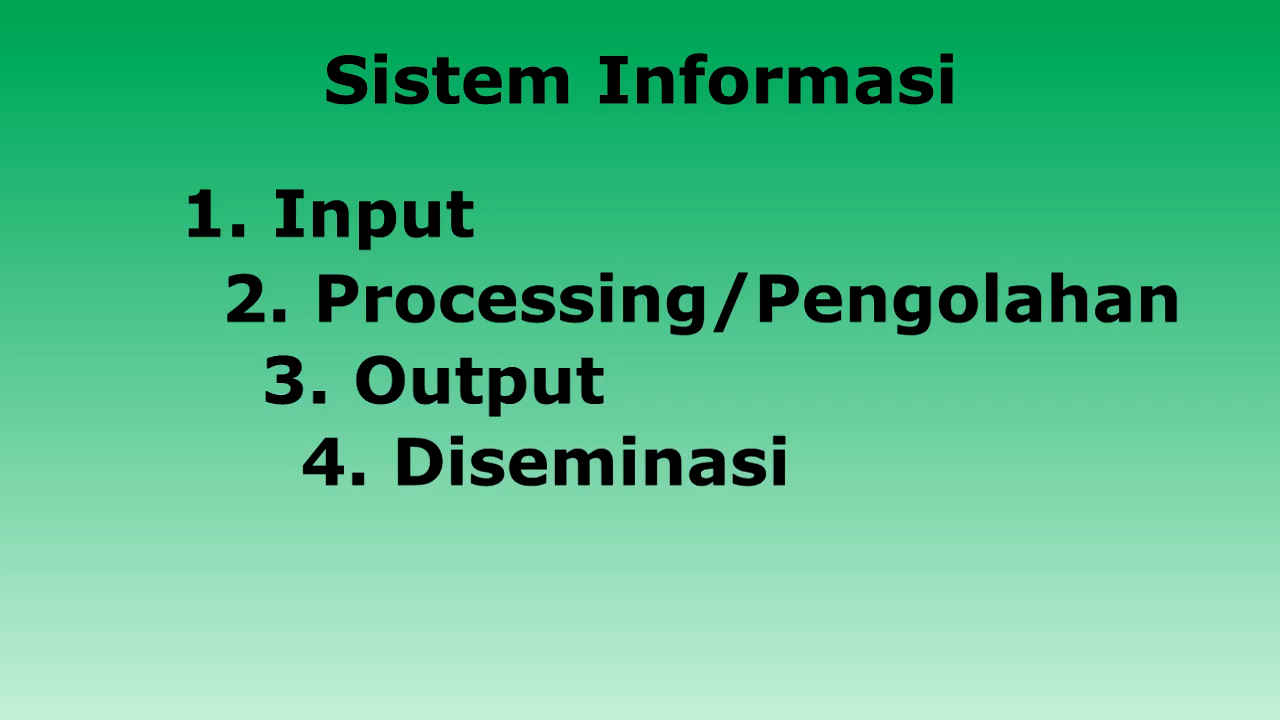 Sistem Informasi
1. Input
2. Processing/Pengolahan
3. Output
4. Diseminasi